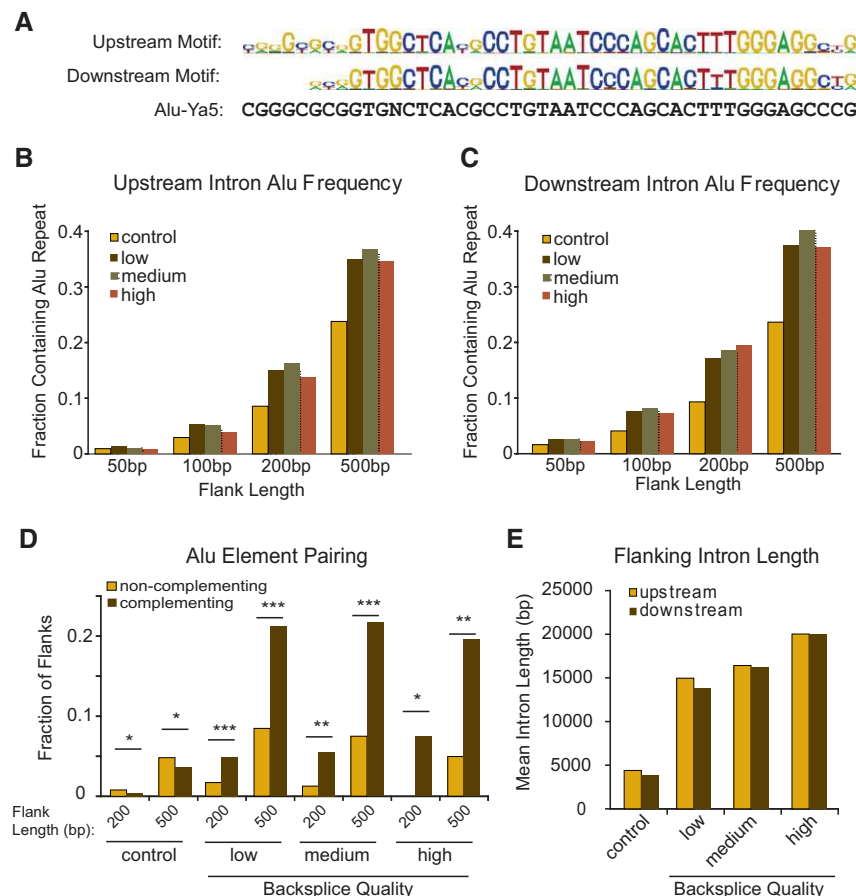 A
Upstream Motif:
GTGGCTCA GCCTGTAATCCCAGCACTTTGGGAGG
Downstream Motif:
GTGGCTCA GCCTGTAATCCCAGCACTTTGGGAGG
Alu-Ya5: CGGGCGCGGTGNCTCACGCCTGTAATCCCAGCACTTTGGGAGCCCG
B
Upstream Intron Alu Frequency
Fraction Containing Alu Repeat
0.4
0.3
0.2
0.1
0
control
low
medium
high
50bp 100bp 200bp 500bp
Flank Length
C
Downstream Intron Alu Frequency
Fraction Containing Alu Repeat
0.4
0.3
0.2
0.1
0
control
low
medium
high
50bp 100bp 200bp 500bp
Flank Length
D
Alu Element Pairing
non-complementing
complementing
Fraction of Flanks
0.2
0.1
0
* * *** *** ** *** * **
Flank
Length (bp):
200 500 200 500 200 500 200 500
control low medium high
Backsplice Quality
E
Flanking Intron Length
Mean Intron Length (bp)
25000
20000
15000
10000
5000
0
upstream
downstream
control low medium high
Backsplice Quality